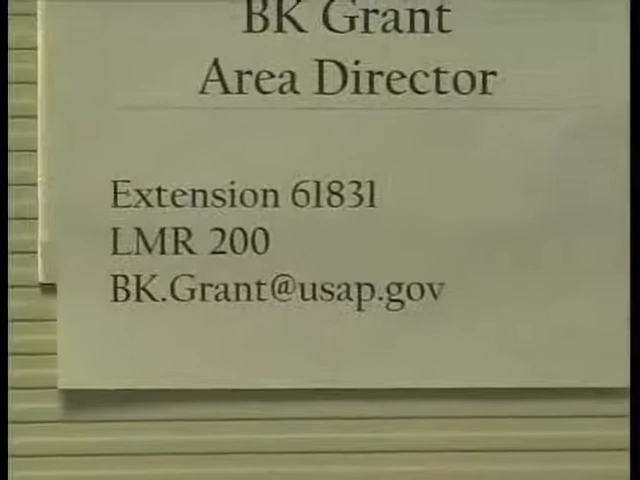 BK Grant
Area Director
Extension 61831
LMR 200
BK.Grant@usap.gov